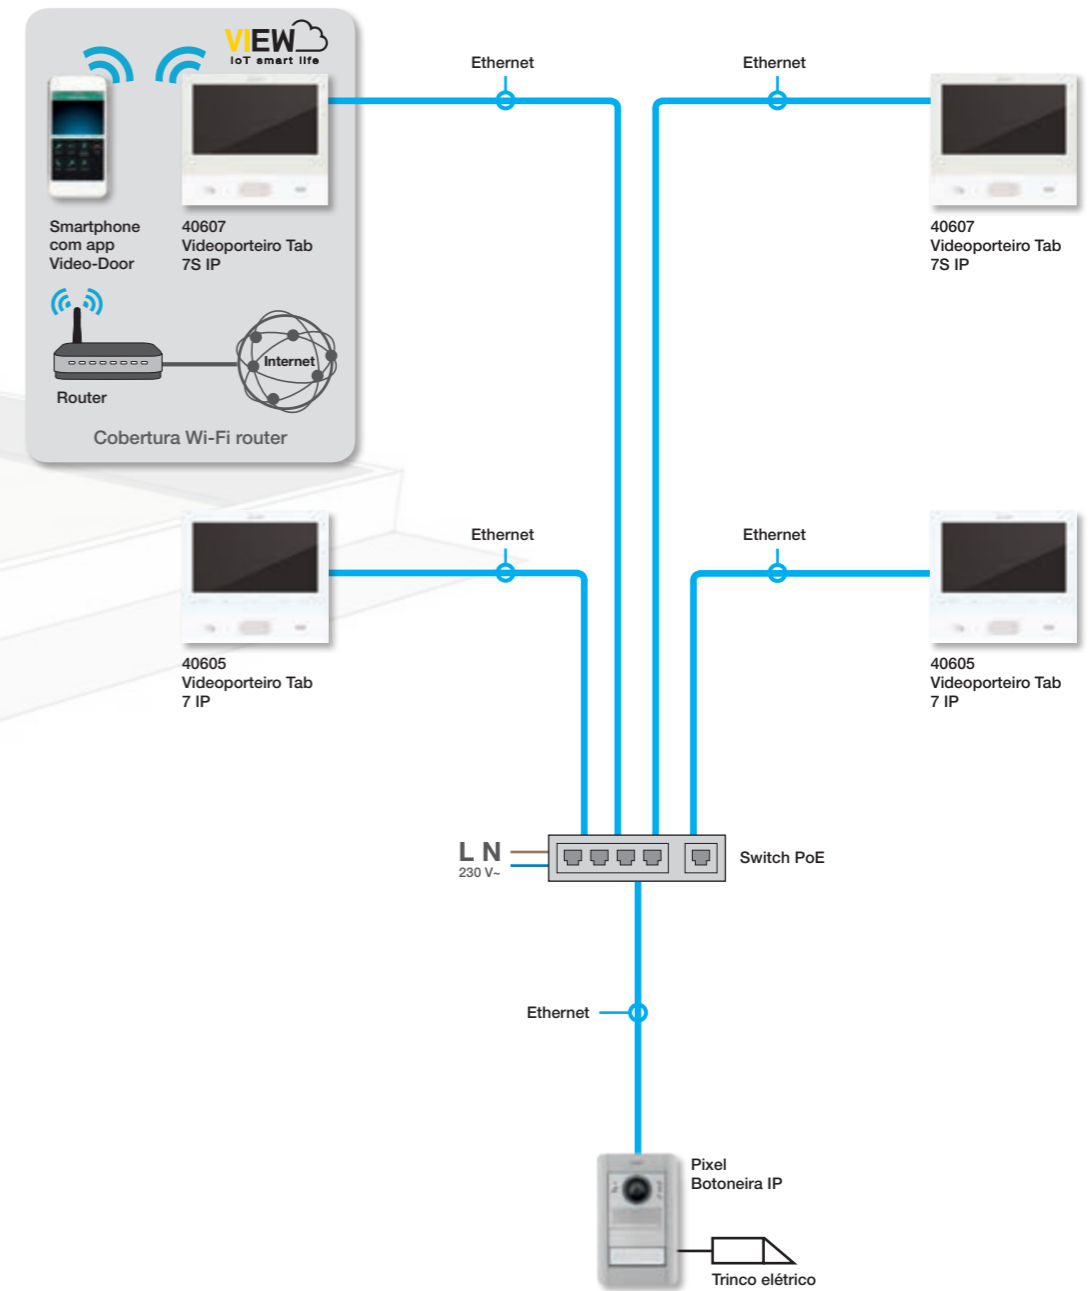 VIEW
IoT smart life
Smartphone
com app
Video-Door
40607
Videoporteiro Tab
7S IP
Router
Internet
Cobertura Wi-Fi router
Ethernet
Ethernet
40607
Videoporteiro Tab
7S IP
40605
Videoporteiro Tab
7 IP
Ethernet
Ethernet
40605
Videoporteiro Tab
7 IP
L N
230 V~
Switch PoE
Ethernet
Pixel
Botoneira IP
Trinco elétrico